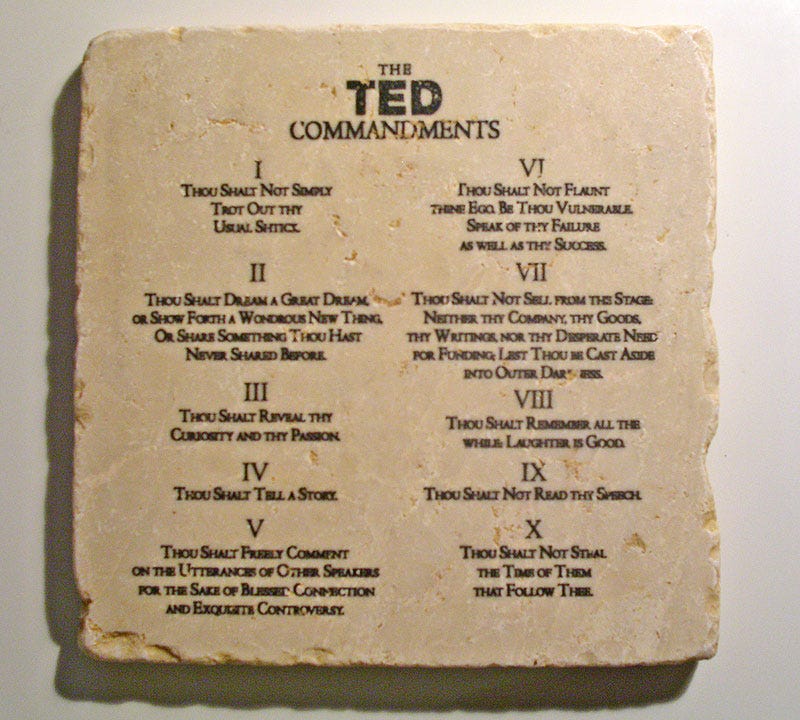 THE
TED
COMMANDMENTS
I
THOU SHALT NOT SIMPLY
TROT OUT THY
USUAL SHTICK.
II
THOU SHALT DREAM A GREAT DREAM,
OR SHOW FORTH A WONDROUS NEW THING,
OR SHARE SOMETHING THOU HAST
NEVER SHARED BEFORE.
III
THOU SHALT REVEAL THY
CURIOSITY AND THY PASSION.
IV
THOU SHALT TELL A STORY.
V
THOU SHALT FREELY COMMENT
ON THE UTTERANCES OF OTHER SPEAKERS
FOR THE SAKE OF BLESSED CONNECTION
AND EXQUISITE CONTROVERSY.
VI
THOU SHALT NOT FLAUNT
THINE EGO. BE THOU VULNERABLE.
SPEAK OF THY FAILURE
AS WELL AS THY SUCCESS.
VII
THOU SHALT NOT SELL FROM THE STAGE:
NEITHER THY COMPANY, THY GOODS,
THY WRITINGS, NOR THY DESPERATE NEED
FOR FUNDING; LEST THOU BE CAST ASIDE
INTO OUTER DARKNESS.
VIII
THOU SHALT REMEMBER ALL THE
WHILE: LAUGHTER IS GOOD.
IX
THOU SHALT NOT READ THY SPEECH.
X
THOU SHALT NOT STEAL
THE TIME OF THEM
THAT FOLLOW THEE.